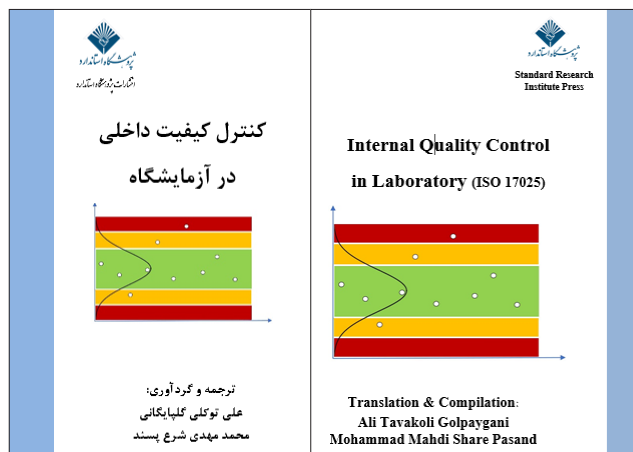 پژوهشگاه استاندارد
انتشارات پژوهشگاه استاندارد
کنترل کیفیت داخلی
در آزمایشگاه
ترجمه و گردآوری:
علی توکلی گلپایگانی
محمد مهدی شرع پسند
پژوهشگاه استاندارد
Standard Research
Institute Press
Internal Quality Control
in Laboratory (ISO 17025)
Translation & Compilation:
Ali Tavakoli Golpaygani
Mohammad Mahdi Share Pasand